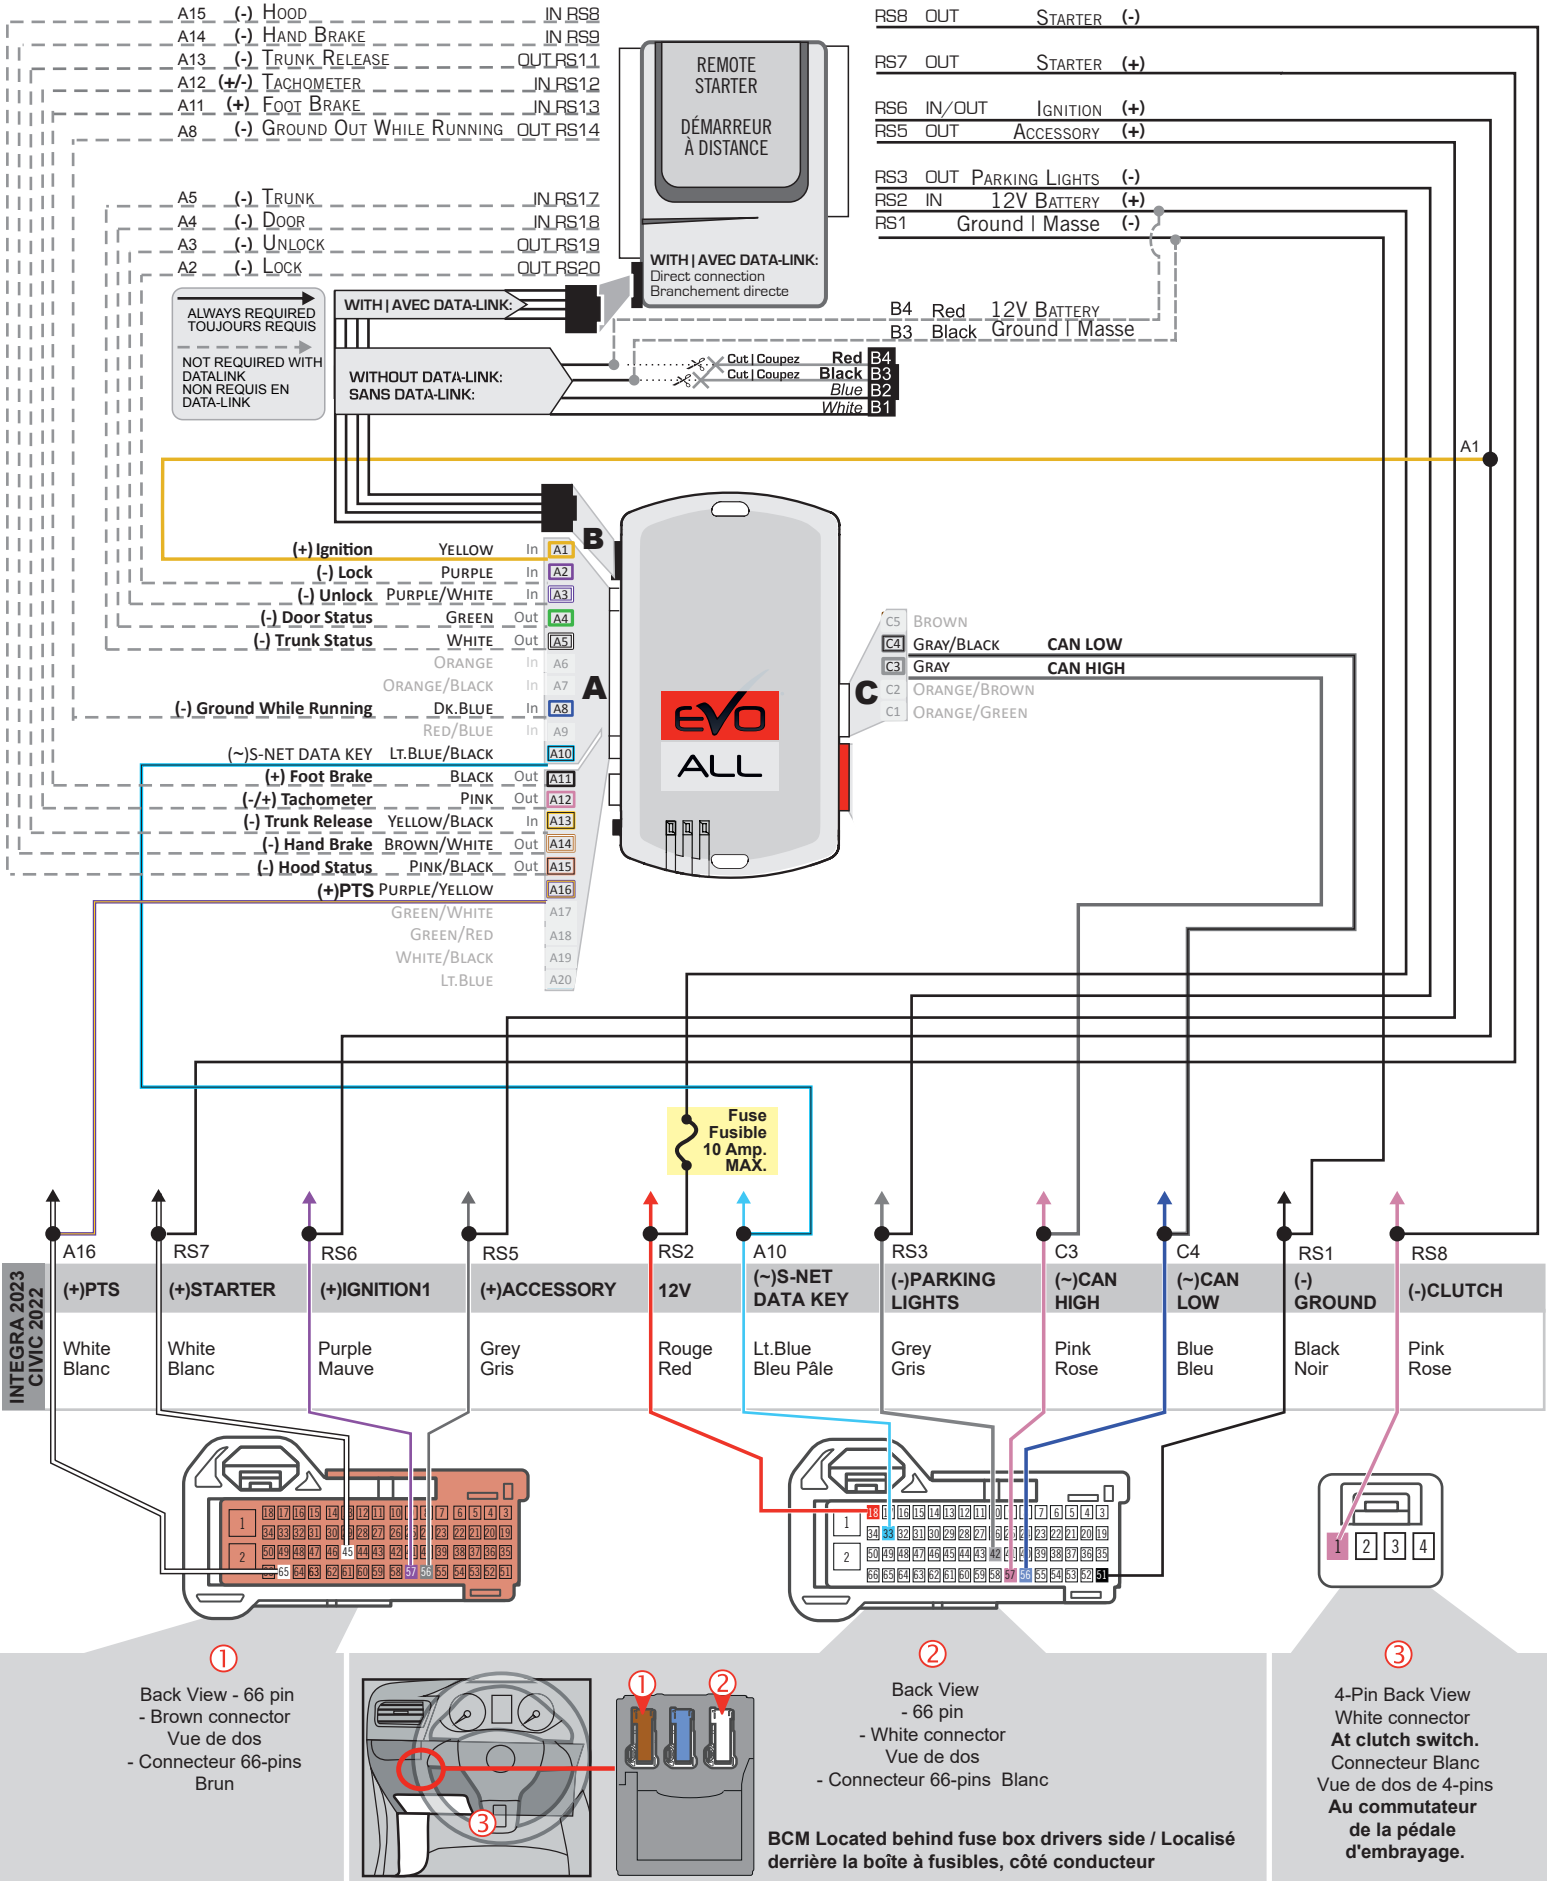 A15 (-) HOOD IN RS8
A14 (-) HAND BRAKE IN RS9
A13 (-) TRUNK RELEASE OUT RS11
A12 (+/-) TACHOMETER IN RS12
A11 (+) FOOT BRAKE IN RS13
A8 (-) GROUND OUT WHILE RUNNING OUT RS14
A5 (-) TRUNK IN RS17
A4 (-) DOOR IN RS18
A3 (-) UNLOCK OUT RS19
A2 (-) LOCK OUT RS20
REMOTE
STARTER
DÉMARREUR
À DISTANCE
WITH | AVEC DATA-LINK:
Direct connection
Branchement directe
RS8 OUT STARTER (-)
RS7 OUT STARTER (+)
RS6 IN/OUT IGNITION (+)
RS5 OUT ACCESSORY (+)
RS3 OUT PARKING LIGHTS (-)
RS2 IN 12V BATTERY (+)
RS1 Ground | Masse (-)
ALWAYS REQUIRED
TOUJOURS REQUIS
NOT REQUIRED WITH
DATALINK
NON REQUIS EN
DATA-LINK
WITH | AVEC DATA-LINK:
WITHOUT DATA-LINK:
SANS DATA-LINK:
B4 Red 12V BATTERY
B3 Black Ground | Masse
Cut | Coupez Red B4
Cut | Coupez Black B3
Blue B2
White B1
A1
B
(+) Ignition YELLOW In A1
(-) Lock PURPLE In A2
(-) Unlock PURPLE/WHITE In A3
(-) Door Status GREEN Out A4
(-) Trunk Status WHITE Out A5
ORANGE In A6
ORANGE/BLACK In A7
(-) Ground While Running DK.BLUE In A8
RED/BLUE In A9
(~)S-NET DATA KEY LT.BLUE/BLACK A10
(+) Foot Brake BLACK Out A11
(-/+) Tachometer PINK Out A12
(-) Trunk Release YELLOW/BLACK In A13
(-) Hand Brake BROWN/WHITE Out A14
(-) Hood Status PINK/BLACK Out A15
(+)PTS PURPLE/YELLOW A16
GREEN/WHITE A17
GREEN/RED A18
WHITE/BLACK A19
LT.BLUE A20
A
EVO
ALL
C
C5 BROWN
C4 GRAY/BLACK CAN LOW
C3 GRAY CAN HIGH
C2 ORANGE/BROWN
C1 ORANGE/GREEN
Fuse
Fusible
10 Amp.
MAX.
A16 RS7 RS6 RS5 RS2 A10 RS3 C3 C4 RS1 RS8
INTEGRA 2023
CIVIC 2022
(+)PTS
(+)STARTER
(+)IGNITION1
(+)ACCESSORY
12V
(~)S-NET
DATA KEY
(-)PARKING
LIGHTS
(~)CAN
HIGH
(~)CAN
LOW
(-)
GROUND
(-)CLUTCH
White
Blanc
White
Blanc
Purple
Mauve
Grey
Gris
Rouge
Red
Lt.Blue
Bleu Pâle
Grey
Gris
Pink
Rose
Blue
Bleu
Black
Noir
Pink
Rose
1 2 3 4
1
Back View - 66 pin
- Brown connector
Vue de dos
- Connecteur 66-pins
Brun
1 2
3
2
Back View
- 66 pin
- White connector
Vue de dos
- Connecteur 66-pins Blanc
BCM Located behind fuse box drivers side / Localisé
derrière la boîte à fusibles, côté conducteur
3
4-Pin Back View
White connector
At clutch switch.
Connecteur Blanc
Vue de dos de 4-pins
Au commutateur
de la pédale
d'embrayage.